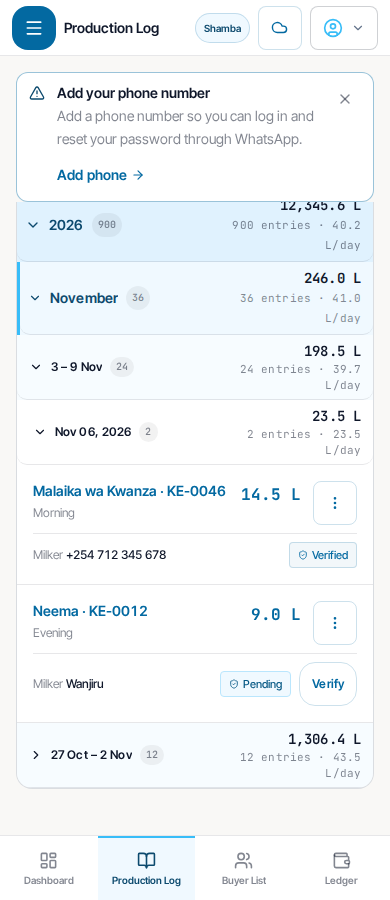 Production Log
Shamba
Add your phone number
Add a phone number so you can log in and
reset your password through WhatsApp.
Add phone →
12,345.6 L
2026 900
900 entries · 40.2
L/day
246.0 L
November 36
36 entries · 41.0
L/day
198.5 L
3 – 9 Nov 24
24 entries · 39.7
L/day
23.5 L
Nov 06, 2026 2
2 entries · 23.5
L/day
Malaika wa Kwanza · KE-0046 14.5 L
Morning
Milker +254 712 345 678 Verified
Neema · KE-0012 9.0 L
Evening
Milker Wanjiru Pending Verify
1,306.4 L
27 Oct – 2 Nov 12
12 entries · 43.5
L/day
Dashboard Production Log Buyer List Ledger